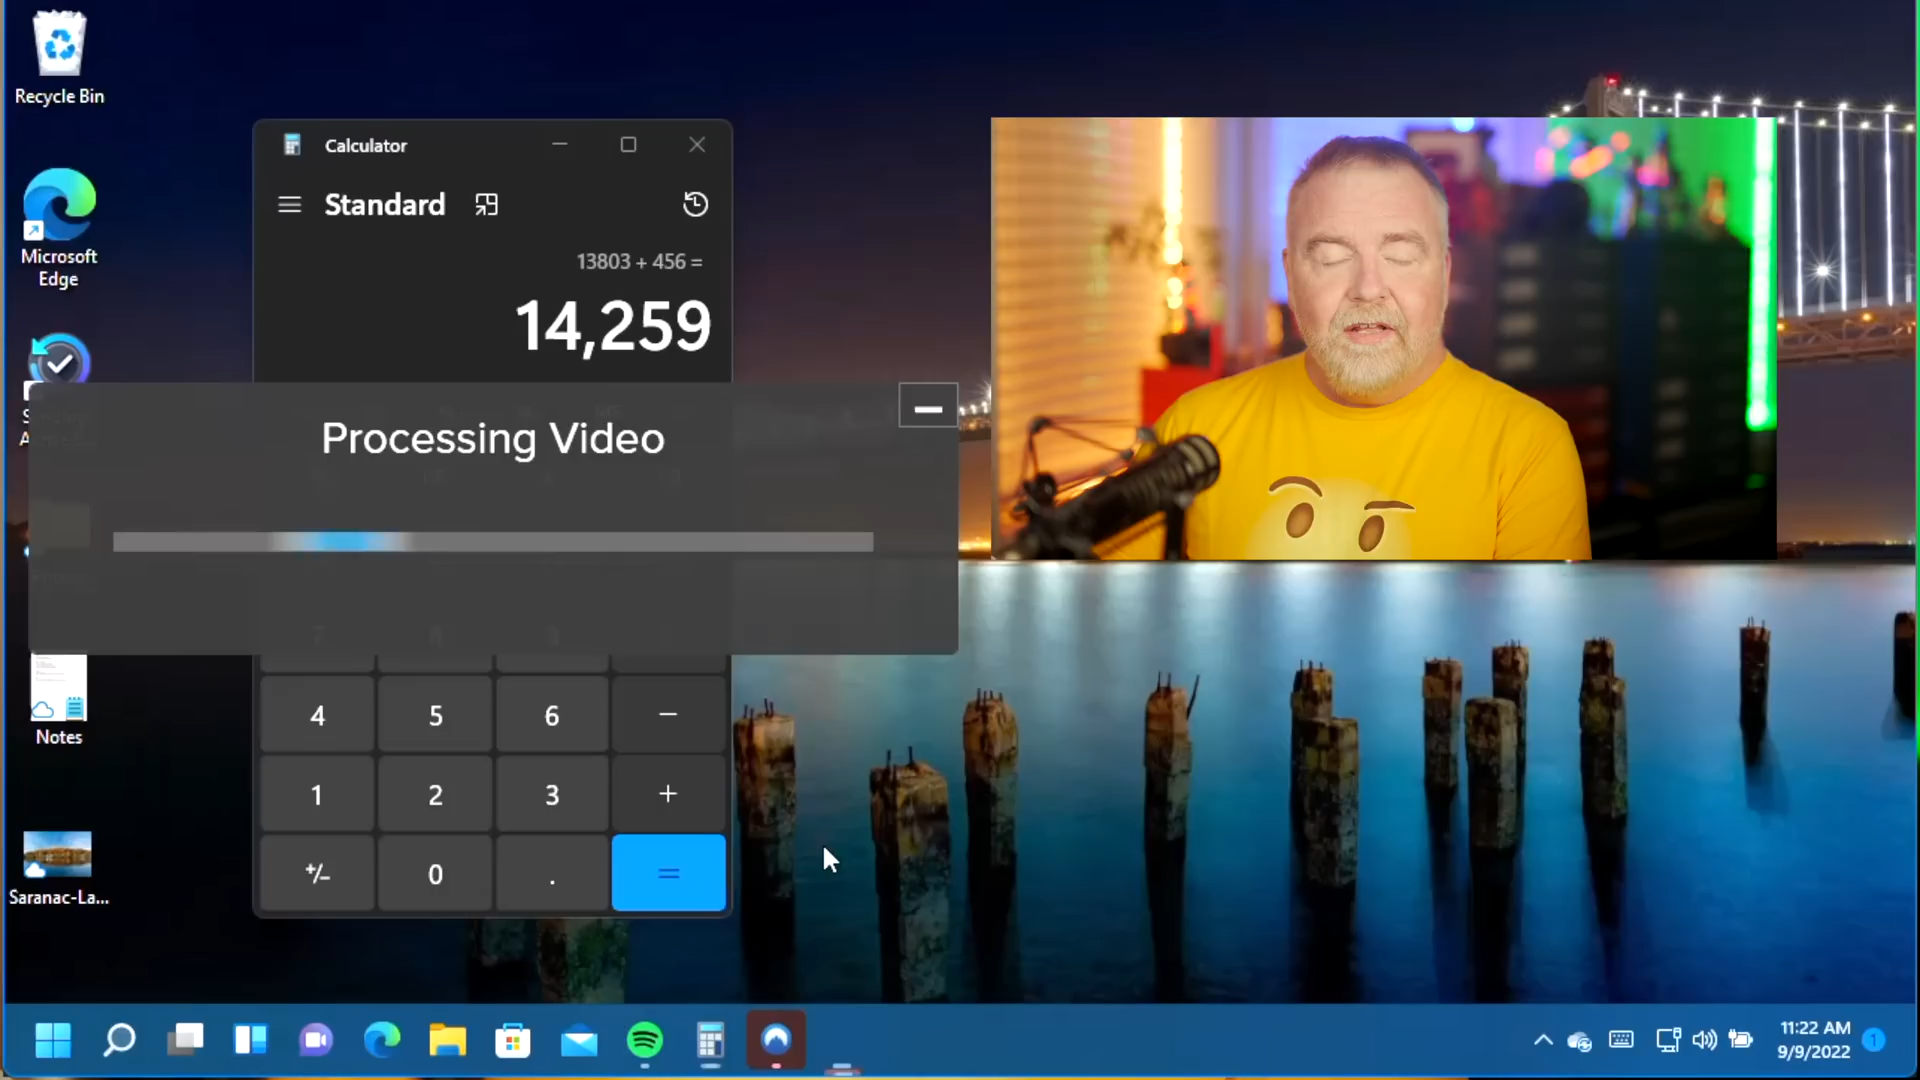 Recycle Bin
Microsoft
Edge
Calculator
Standard
13803 + 456 =
14,259
Processing Video
4 5 6 −
1 2 3 +
+/− 0 . =
Notes
Saranac-La...
11:22 AM
9/9/2022
1